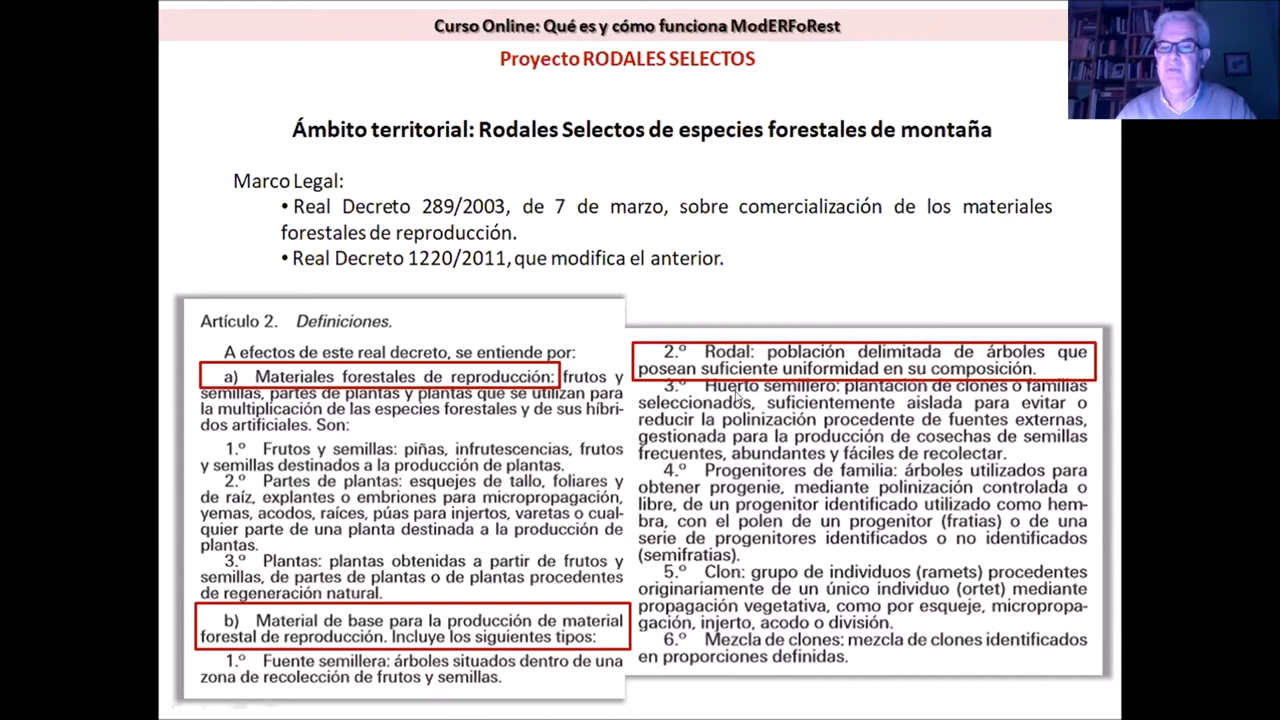 Curso Online: Qué es y cómo funciona ModERFoRest
Proyecto RODALES SELECTOS
Ámbito territorial: Rodales Selectos de especies forestales de montaña
Marco Legal:
• Real Decreto 289/2003, de 7 de marzo, sobre comercialización de los materiales
forestales de reproducción.
• Real Decreto 1220/2011, que modifica el anterior.
Artículo 2. Definiciones.
A efectos de este real decreto, se entiende por:
a) Materiales forestales de reproducción: frutos y
semillas, partes de plantas y plantas que se utilizan para
la multiplicación de las especies forestales y de sus híbri-
dos artificiales. Son:
1.º Frutos y semillas: piñas, infrutescencias, frutos
y semillas destinados a la producción de plantas.
2.º Partes de plantas: esquejes de tallo, foliares y
de raíz, explantes o embriones para micropropagación,
yemas, acodos, raíces, púas para injertos, varetas o cual-
quier parte de una planta destinada a la producción de
plantas.
3.º Plantas: plantas obtenidas a partir de frutos y
semillas, de partes de plantas o de plantas procedentes
de regeneración natural.
b) Material de base para la producción de material
forestal de reproducción. Incluye los siguientes tipos:
1.º Fuente semillera: árboles situados dentro de una
zona de recolección de frutos y semillas.
2.º Rodal: población delimitada de árboles que
posean suficiente uniformidad en su composición.
3.º Huerto semillero: plantación de clones o familias
seleccionados, suficientemente aislada para evitar o
reducir la polinización procedente de fuentes externas,
gestionada para la producción de cosechas de semillas
frecuentes, abundantes y fáciles de recolectar.
4.º Progenitores de familia: árboles utilizados para
obtener progenie, mediante polinización controlada o
libre, de un progenitor identificado utilizado como hem-
bra, con el polen de un progenitor (fratias) o de una
serie de progenitores identificados o no identificados
(semifratias).
5.º Clon: grupo de individuos (ramets) procedentes
originariamente de un único individuo (ortet) mediante
propagación vegetativa, como por esqueje, micropropa-
gación, injerto, acodo o división.
6.º Mezcla de clones: mezcla de clones identificados
en proporciones definidas.